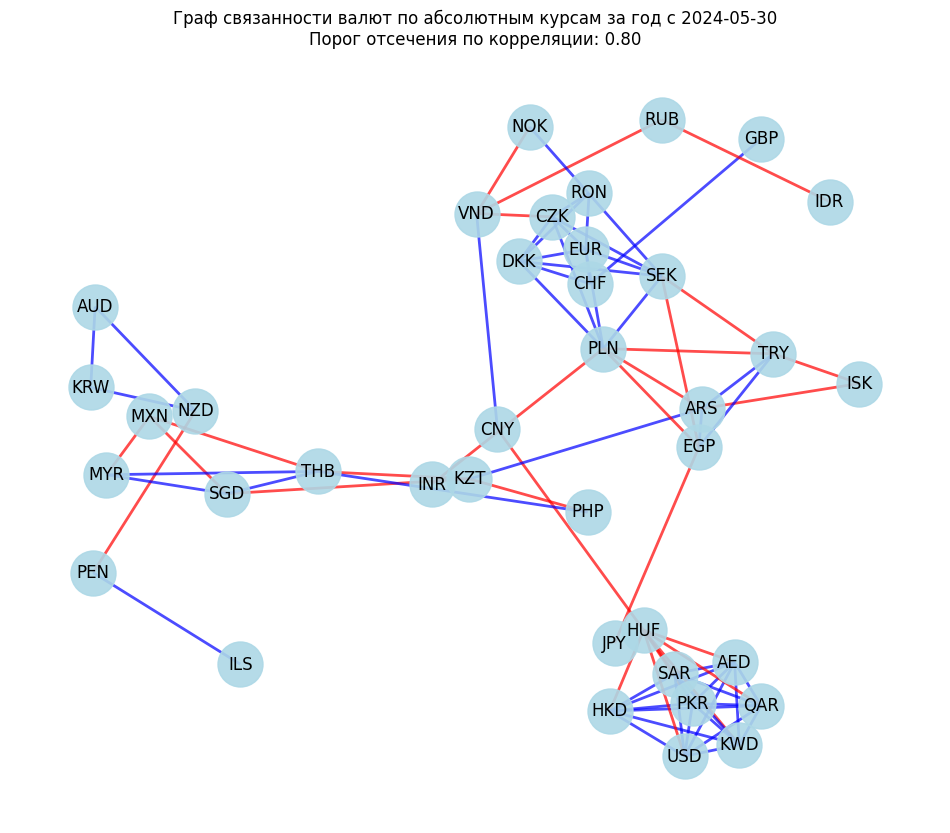 Граф связанности валют по абсолютным курсам за год с 2024-05-30
Порог отсечения по корреляции: 0.80
NOK
RUB
GBP
RON
IDR
VND
CZK
EUR
DKK
CHF
SEK
AUD
PLN
TRY
KRW
ISK
MXN
NZD
ARS
CNY
EGP
MYR
THB
SGD
INR
KZT
PHP
PEN
JPY
HUF
ILS
SAR
AED
HKD
PKR
QAR
USD
KWD